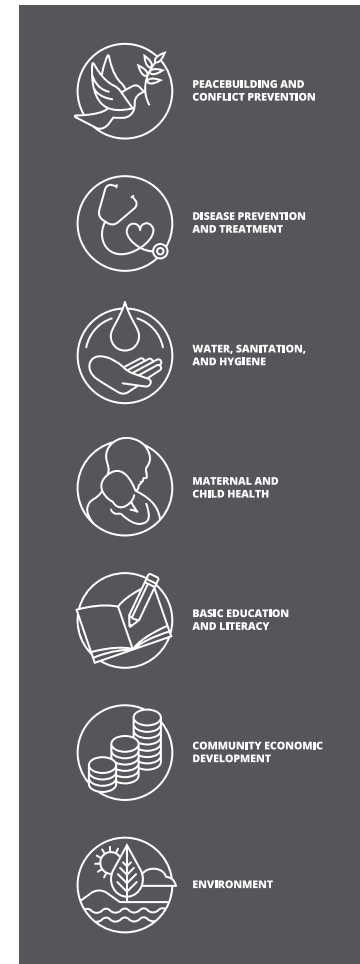 PEACEBUILDING AND
CONFLICT PREVENTION
DISEASE PREVENTION
AND TREATMENT
WATER, SANITATION,
AND HYGIENE
MATERNAL AND
CHILD HEALTH
BASIC EDUCATION
AND LITERACY
COMMUNITY ECONOMIC
DEVELOPMENT
ENVIRONMENT